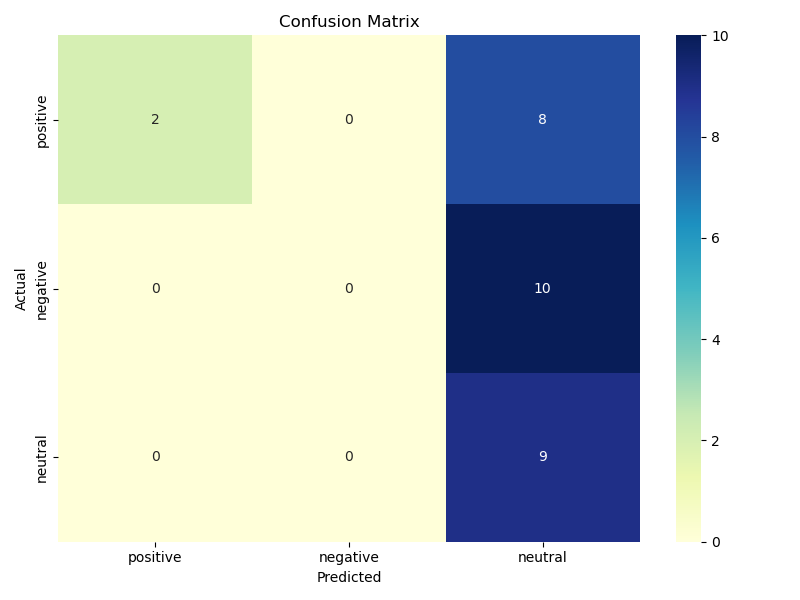 Confusion Matrix
Actual
positive
2 0 8
negative
0 0 10
neutral
0 0 9
positive negative neutral
Predicted
10
8
6
4
2
0